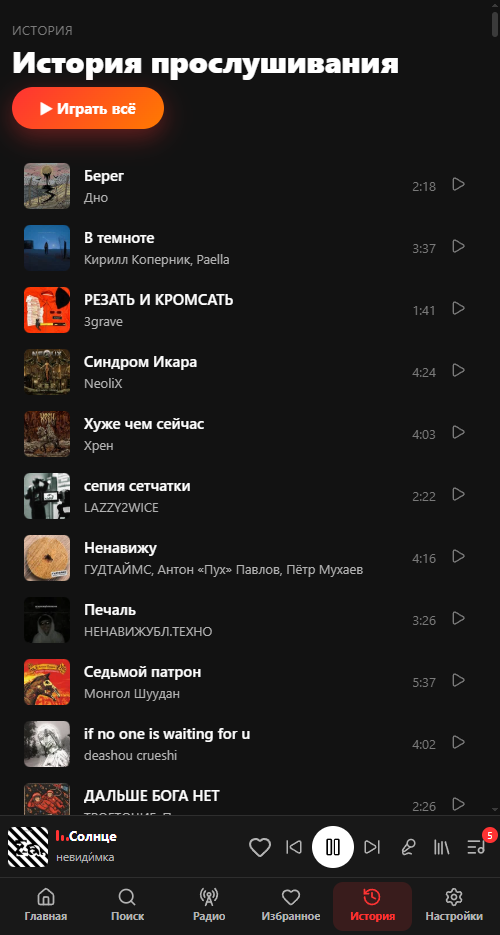 ИСТОРИЯ
История прослушивания
Играть всё
Берег
Дно
2:18
В темноте
Кирилл Коперник, Paella
3:37
РЕЗАТЬ И КРОМСАТЬ
3grave
1:41
Синдром Икара
NeoliX
4:24
Хуже чем сейчас
Хрен
4:03
сепия сетчатки
LAZZY2WICE
2:22
Ненавижу
ГУДТАЙМС, Антон «Пух» Павлов, Пётр Мухаев
4:16
Печаль
НЕНАВИЖУБЛ.ТЕХНО
3:26
Седьмой патрон
Монгол Шуудан
5:37
if no one is waiting for u
deashou crueshi
4:02
ДАЛЬШЕ БОГА НЕТ
2:26
Солнце
невиди́мка
5
Главная
Поиск
Радио
Избранное
История
Настройки